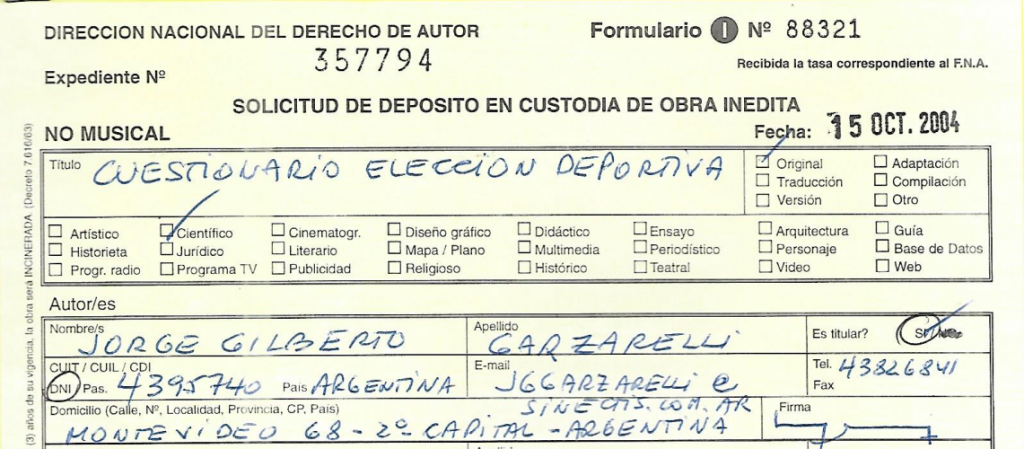 DIRECCION NACIONAL DEL DERECHO DE AUTOR Formulario I Nº 88321
357794
Expediente Nº
Recibida la tasa correspondiente al F.N.A.
SOLICITUD DE DEPOSITO EN CUSTODIA DE OBRA INEDITA
NO MUSICAL Fecha: 15 OCT. 2004
Título CUESTIONARIO ELECCION DEPORTIVA
Original Adaptación
Traducción Compilación
Versión Otro
Artístico Científico Cinematogr. Diseño gráfico Didáctico Ensayo Arquitectura Guía
Historieta Jurídico Literario Mapa / Plano Multimedia Periodístico Personaje Base de Datos
Progr. radio Programa TV Publicidad Religioso Histórico Teatral Video Web
Autor/es
Nombre/s JORGE GILBERTO Apellido GARZARELLI Es titular? SI/
CUIT / CUIL / CDI E-mail Tel. 43826841
DNI / Pas. 4395740 Pais ARGENTINA JGGARZARELLI@ Fax
SINECTIS.COM.AR
Domicilio (Calle, Nº, Localidad, Provincia, CP, País) Firma
MONTEVIDEO 68 - 2º CAPITAL - ARGENTINA
(3) años de su vigencia, la obra será INCINERADA. (Decreto 7.616/63)